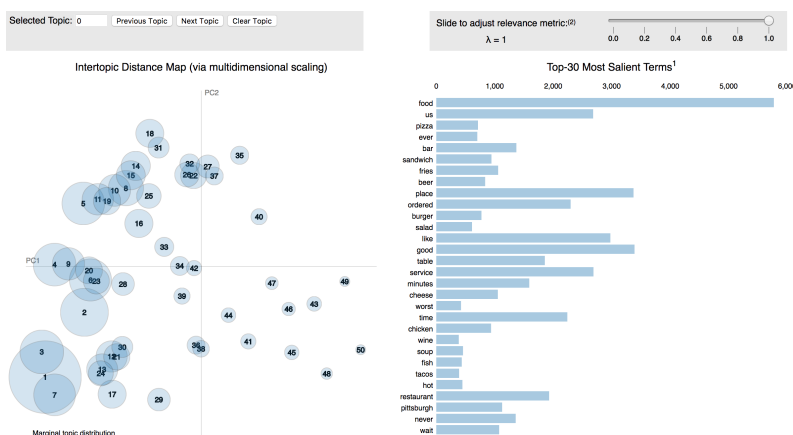 Selected Topic: 0 Previous Topic Next Topic Clear Topic
Slide to adjust relevance metric:(2)
λ = 1
0.0 0.2 0.4 0.6 0.8 1.0
Intertopic Distance Map (via multidimensional scaling)
PC2
PC1
18
31
14
15
32
27
35
22
37
8
10
11
19
5
25
16
40
33
4
9
20
23
34
42
28
39
47
49
46
43
44
2
3
30
21
13
24
1
7
17
29
36
38
41
45
50
48
Marginal topic distribution
Top-30 Most Salient Terms1
0 1,000 2,000 3,000 4,000 5,000 6,00
food
us
pizza
ever
bar
sandwich
fries
beer
place
ordered
burger
salad
like
good
table
service
minutes
cheese
worst
time
chicken
wine
soup
fish
tacos
hot
restaurant
pittsburgh
never
wait